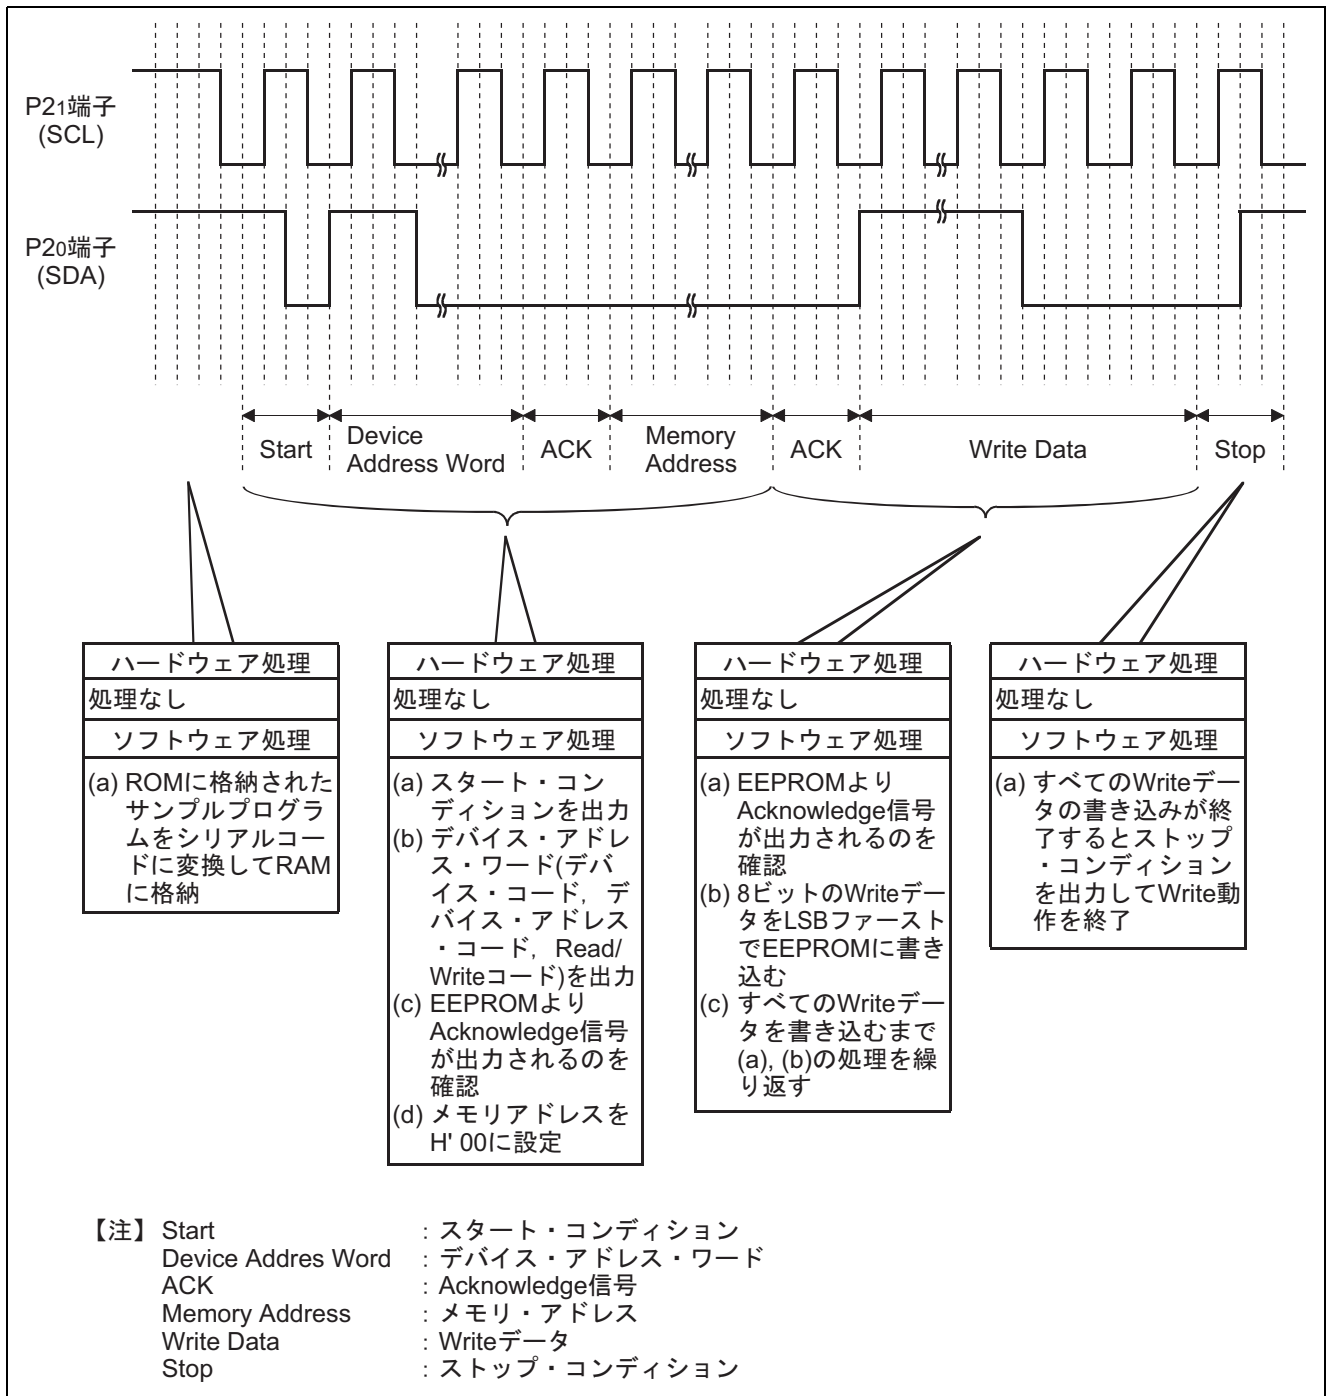 P21端子
(SCL)
P20端子
(SDA)
Start
Device
Address Word
ACK
Memory
Address
ACK
Write Data
Stop
ハードウェア処理
処理なし
ソフトウェア処理
(a) ROMに格納された
サンプルプログラ
ムをシリアルコー
ドに変換してRAM
に格納
ハードウェア処理
処理なし
ソフトウェア処理
(a) スタート・コン
ディションを出力
(b) デバイス・アドレ
ス・ワード(デバ
イス・コード，デ
バイス・アドレス
・コード，Read/
Writeコード)を出力
(c) EEPROMより
Acknowledge信号
が出力されるのを
確認
(d) メモリアドレスを
H' 00に設定
ハードウェア処理
処理なし
ソフトウェア処理
(a) EEPROMより
Acknowledge信号
が出力されるのを
確認
(b) 8ビットのWriteデー
タをLSBファースト
でEEPROMに書き
込む
(c) すべてのWriteデー
タを書き込むまで
(a), (b)の処理を繰
り返す
ハードウェア処理
処理なし
ソフトウェア処理
(a) すべてのWriteデー
タの書き込みが終
了するとストップ
・コンディション
を出力してWrite動
作を終了
【注】 Start : スタート・コンディション
Device Addres Word : デバイス・アドレス・ワード
ACK : Acknowledge信号
Memory Address : メモリ・アドレス
Write Data : Writeデータ
Stop : ストップ・コンディション